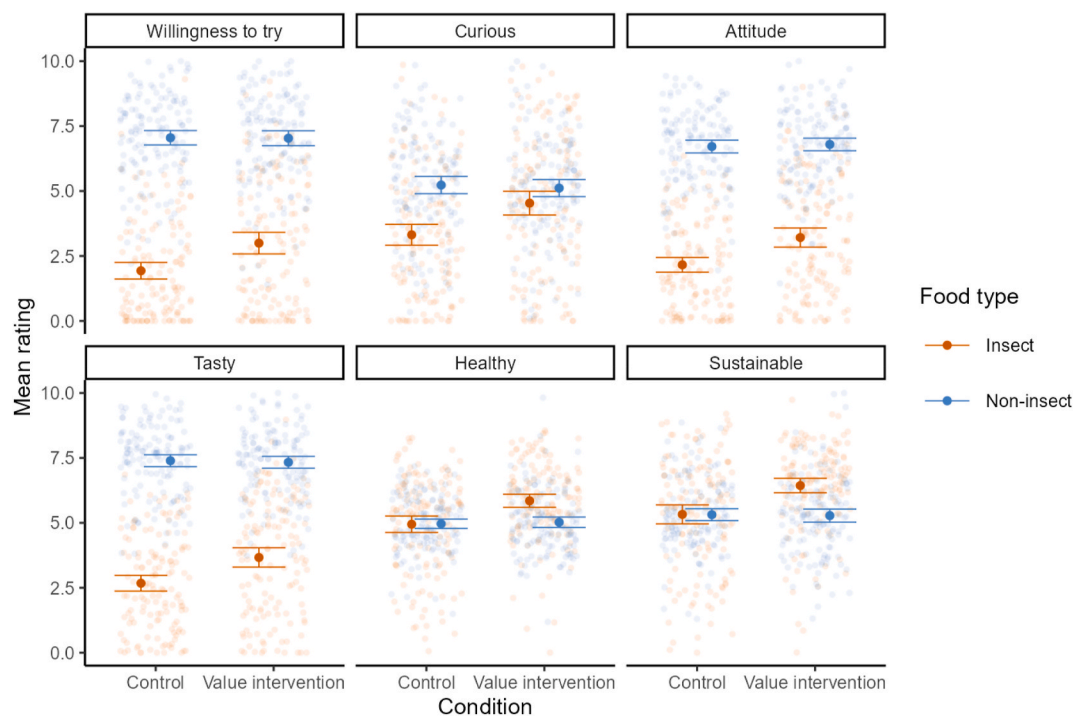 Willingness to try Curious Attitude
10.0
7.5
5.0
2.5
0.0
Tasty Healthy Sustainable
10.0
7.5
5.0
2.5
0.0
Control Value intervention Control Value intervention Control Value intervention
Condition
Mean rating
Food type
Insect
Non-insect